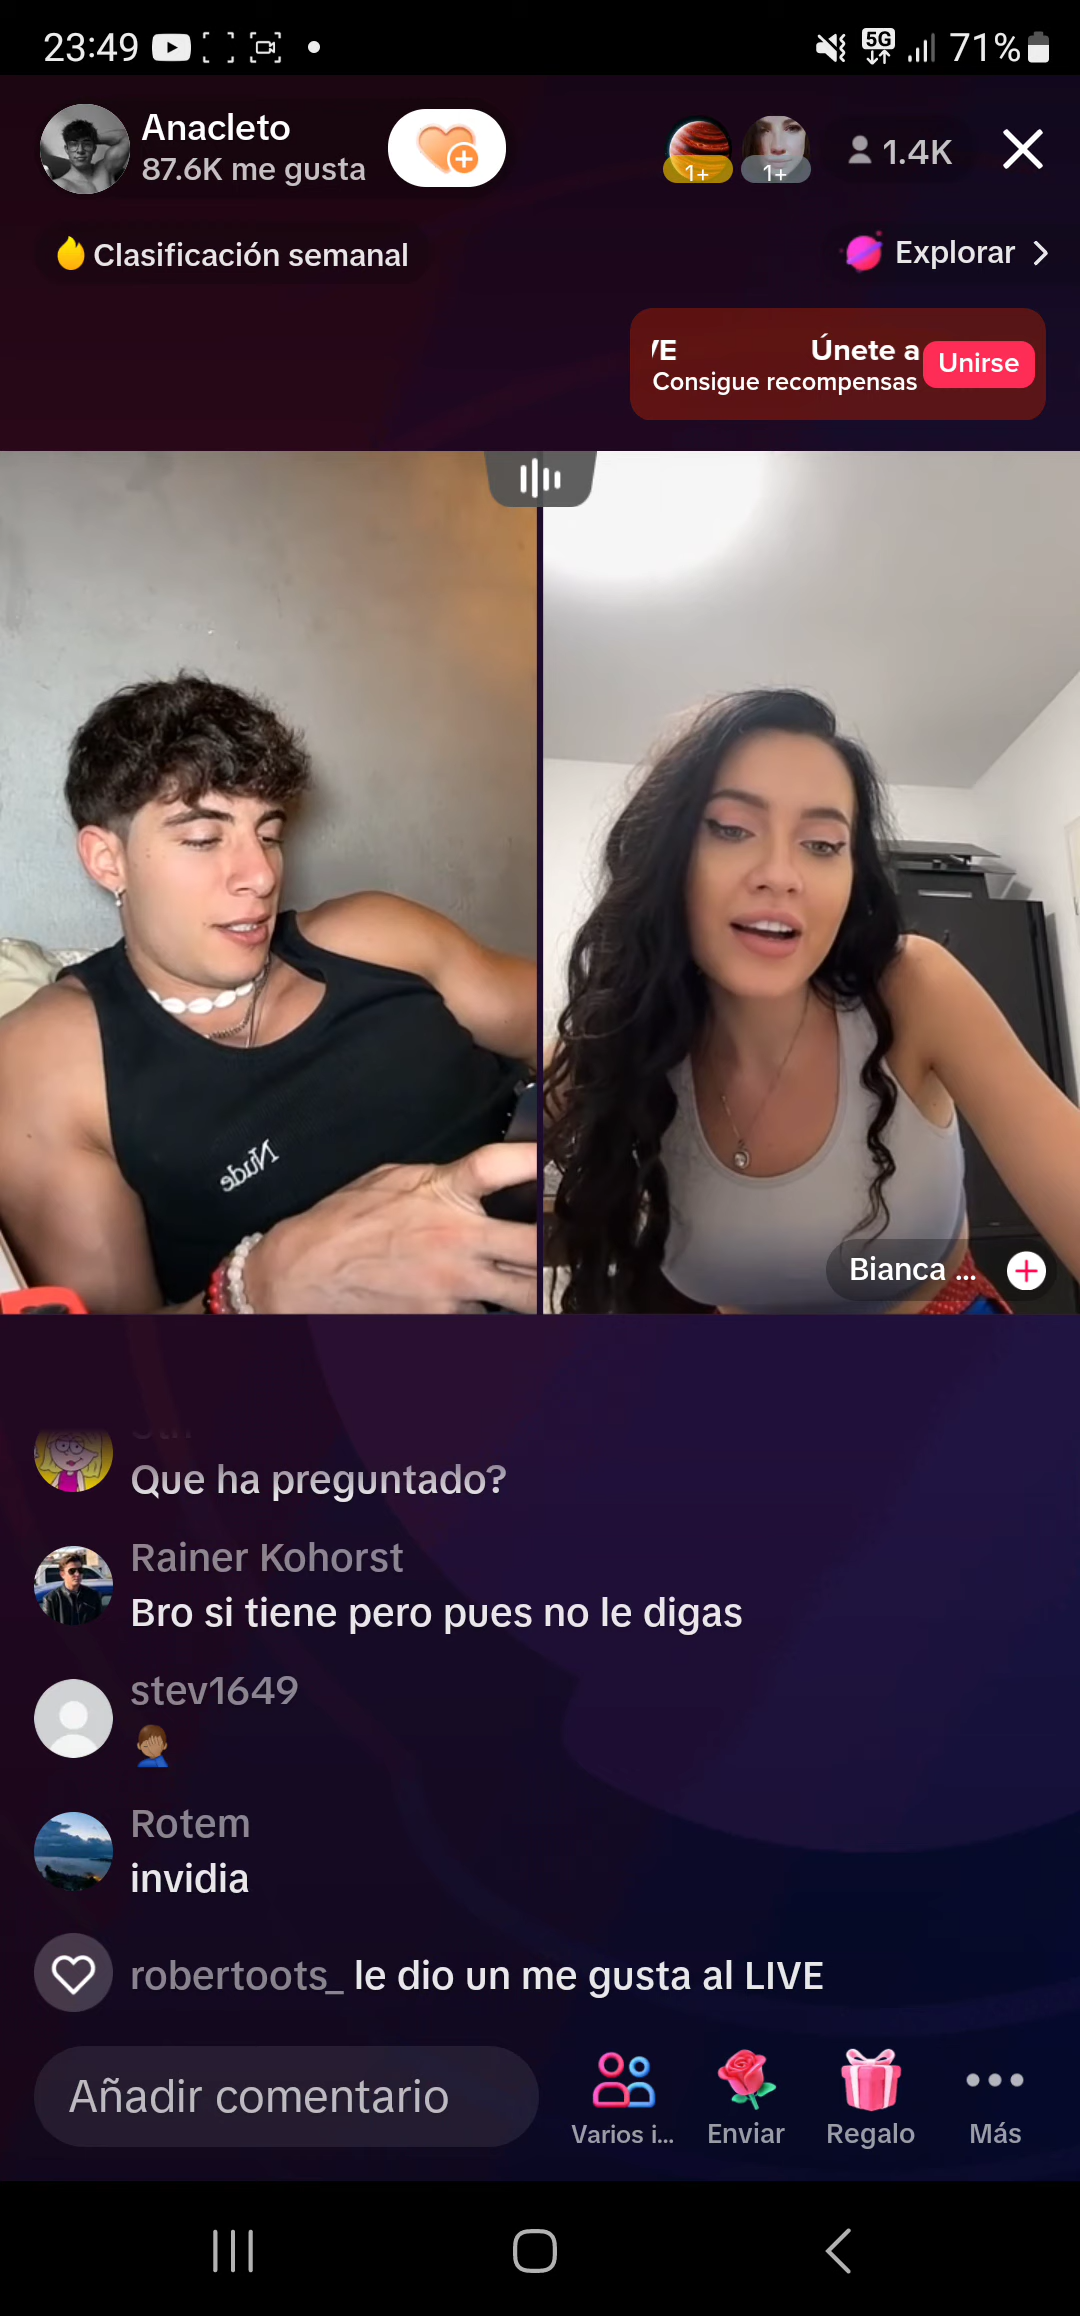 23:49
5G
71%
Anacleto
87.6K me gusta
1+
1+
1.4K
Clasificación semanal
Explorar
/E Únete a
Consigue recompensas
Unirse
Nude
Bianca ...
Que ha preguntado?
Rainer Kohorst
Bro si tiene pero pues no le digas
stev1649
Rotem
invidia
robertoots_ le dio un me gusta al LIVE
Añadir comentario
Varios i...
Enviar
Regalo
Más